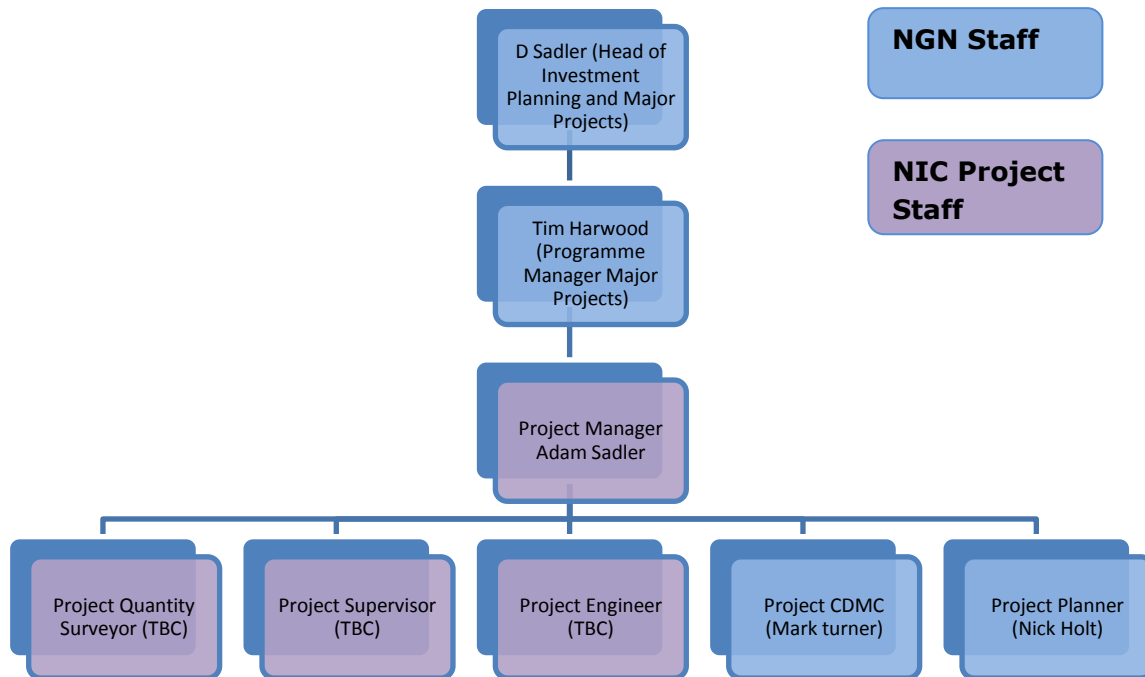 D Sadler (Head of
Investment
Planning and Major
Projects)
NGN Staff
NIC Project
Staff
Tim Harwood
(Programme
Manager Major
Projects)
Project Manager
Adam Sadler
Project Quantity
Surveyor (TBC)
Project Supervisor
(TBC)
Project Engineer
(TBC)
Project CDMC
(Mark turner)
Project Planner
(Nick Holt)